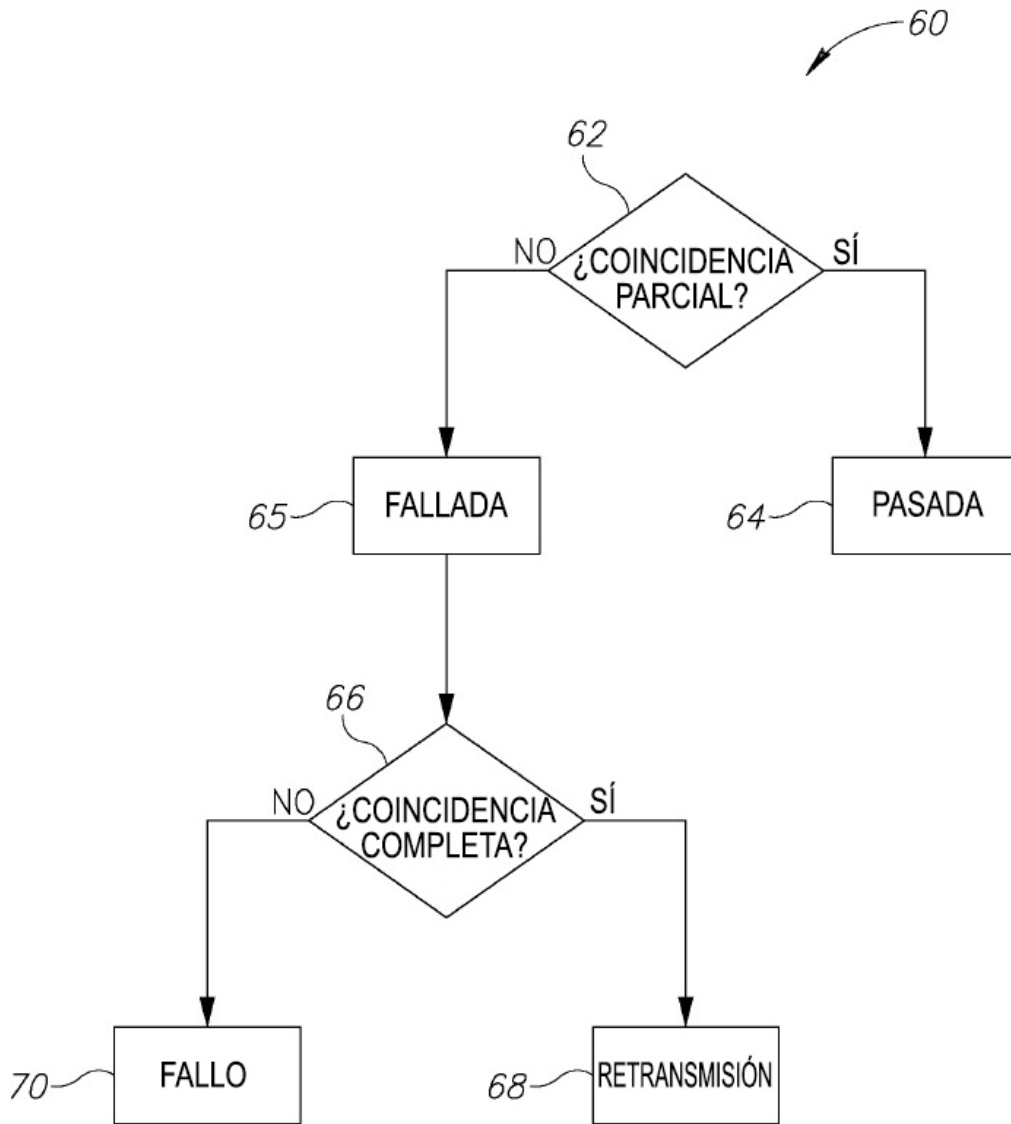 60
62
NO
¿COINCIDENCIA
PARCIAL?
SÍ
65
FALLADA
64
PASADA
66
NO
¿COINCIDENCIA
COMPLETA?
SÍ
70
FALLO
68
RETRANSMISIÓN